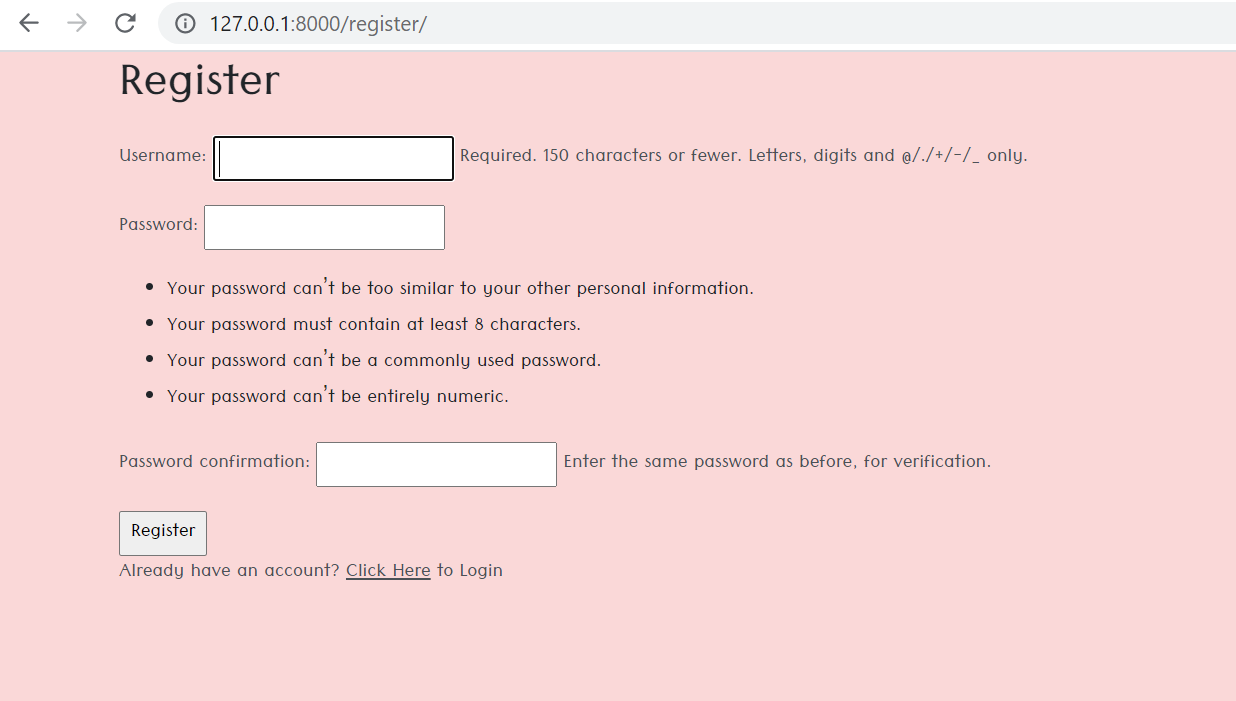 127.0.0.1:8000/register/
Register
Username: Required. 150 characters or fewer. Letters, digits and @/./+/-/_ only.
Password:
Your password can't be too similar to your other personal information.
Your password must contain at least 8 characters.
Your password can't be a commonly used password.
Your password can't be entirely numeric.
Password confirmation: Enter the same password as before, for verification.
Register
Already have an account? Click Here to Login